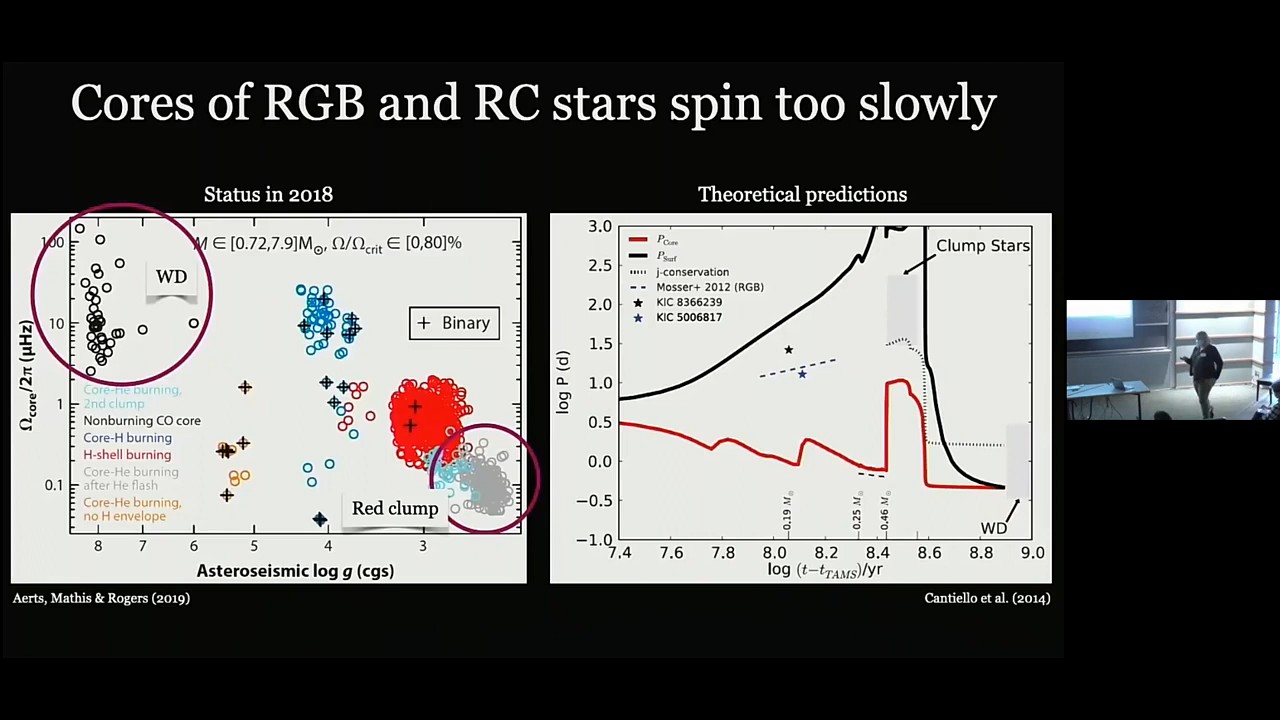 Cores of RGB and RC stars spin too slowly
Status in 2018
Theoretical predictions
100
10
1
0.1
Ω_core/2π (μHz)
M ∈ [0.72,7.9]M☉, Ω/Ω_crit ∈ [0,80]%
WD
+ Binary
Core-He burning,
2nd clump
Nonburning CO core
Core-H burning
H-shell burning
Core-He burning
after He flash
Core-He burning,
no H envelope
Red clump
8 7 6 5 4 3
Asteroseismic log g (cgs)
Aerts, Mathis & Rogers (2019)
3.0
2.5
2.0
1.5
1.0
0.5
0.0
−0.5
−1.0
log P (d)
P_Core
P_Surf
j-conservation
Mosser+ 2012 (RGB)
KIC 8366239
KIC 5006817
Clump Stars
0.19 M☉
0.25 M☉
0.46 M☉
WD
7.4 7.6 7.8 8.0 8.2 8.4 8.6 8.8 9.0
log (t−t_TAMS)/yr
Cantiello et al. (2014)